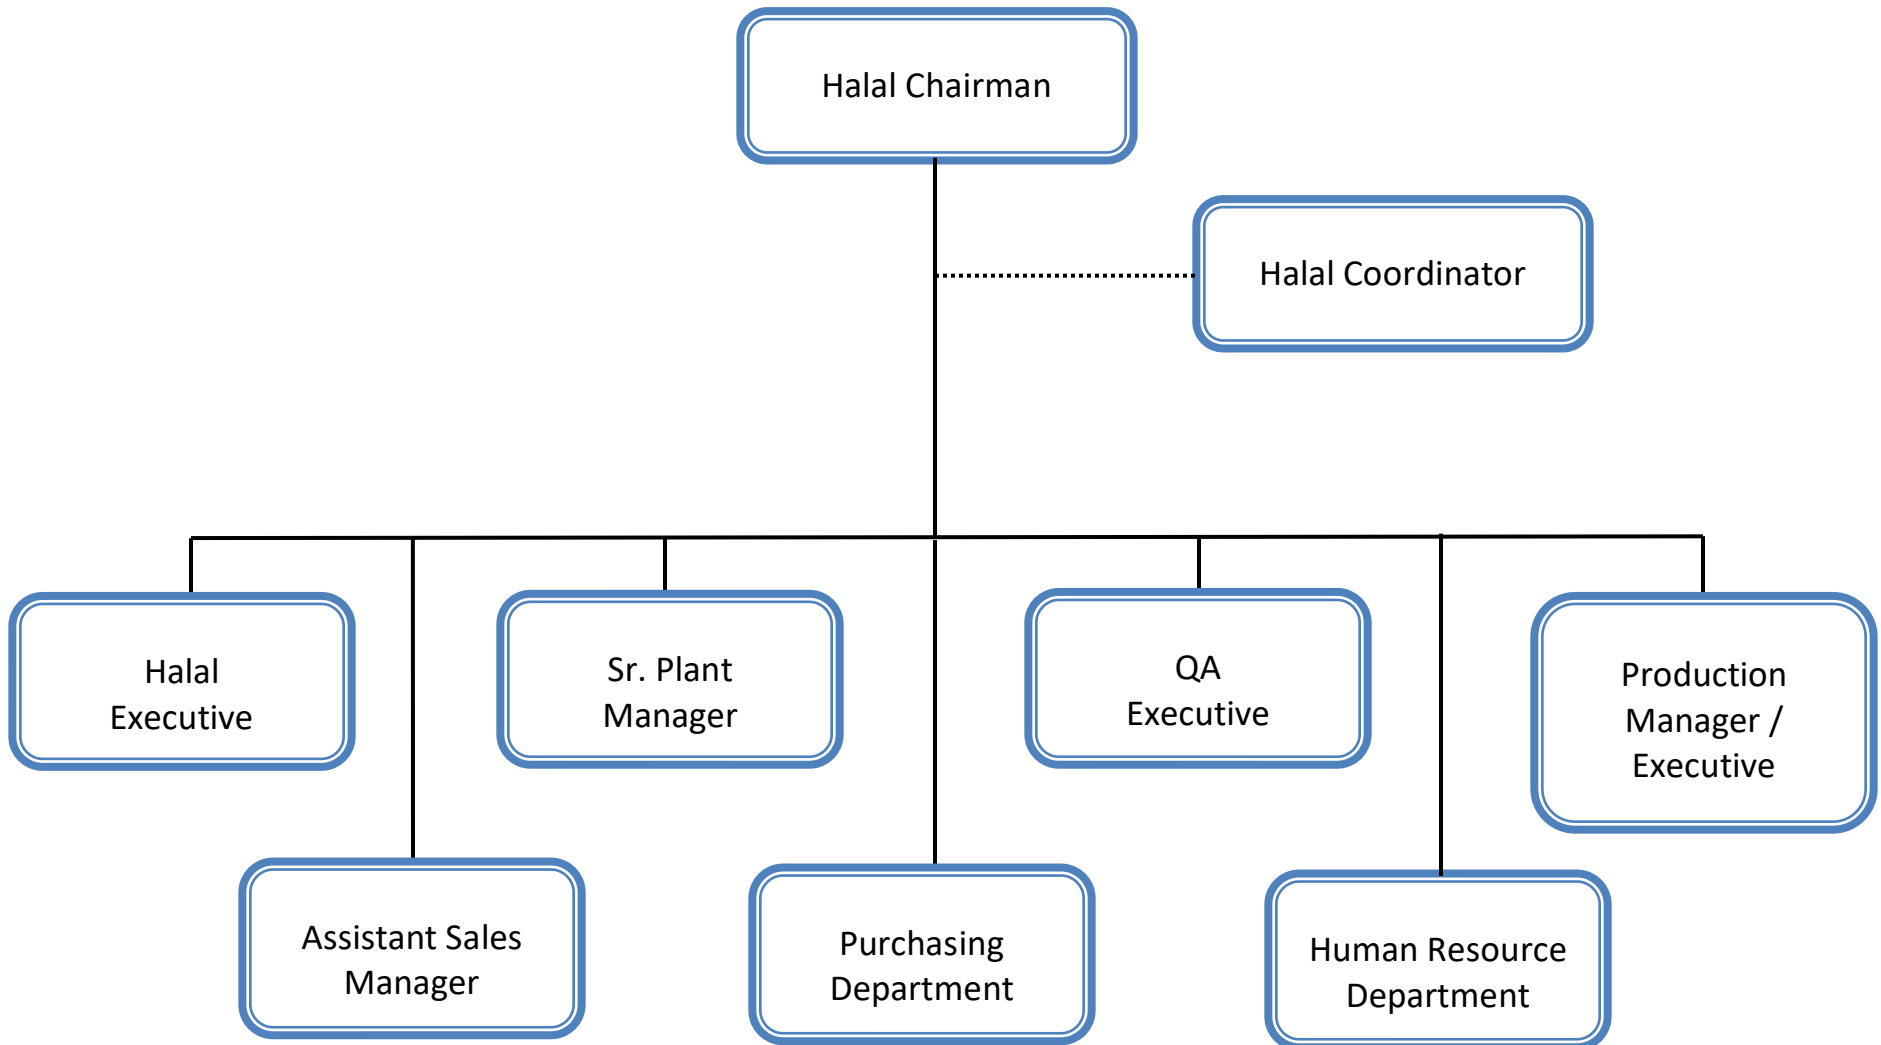 Halal Chairman
Halal Coordinator
Halal
Executive
Sr. Plant
Manager
QA
Executive
Production
Manager /
Executive
Assistant Sales
Manager
Purchasing
Department
Human Resource
Department